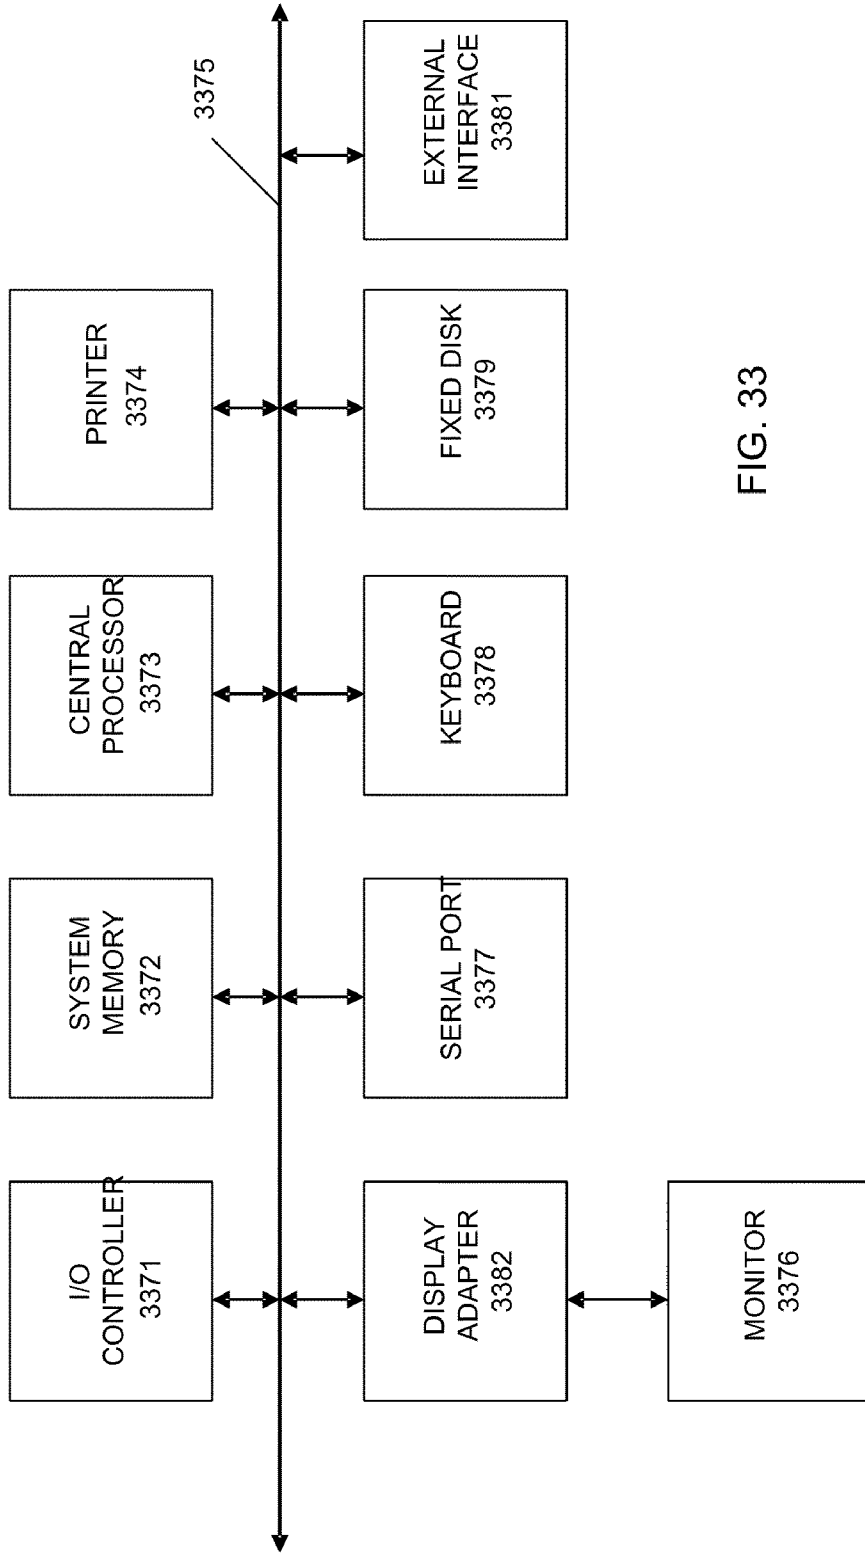 I/O
CONTROLLER
3371
SYSTEM
MEMORY
3372
CENTRAL
PROCESSOR
3373
PRINTER
3374
3375
DISPLAY
ADAPTER
3382
SERIAL PORT
3377
KEYBOARD
3378
FIXED DISK
3379
EXTERNAL
INTERFACE
3381
MONITOR
3376
FIG. 33